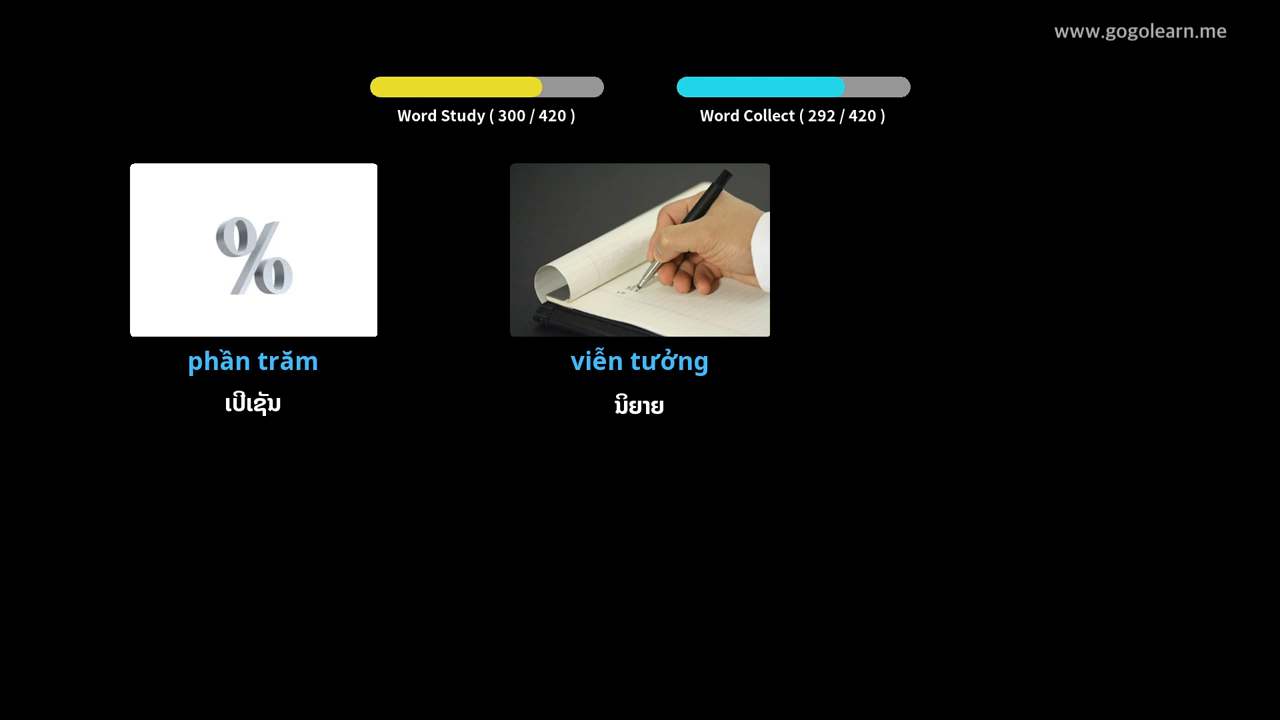 www.gogolearn.me
Word Study ( 300 / 420 )
Word Collect ( 292 / 420 )
%
phần trăm
viễn tưởng
ເປີເຊັນ
ນິຍາຍ